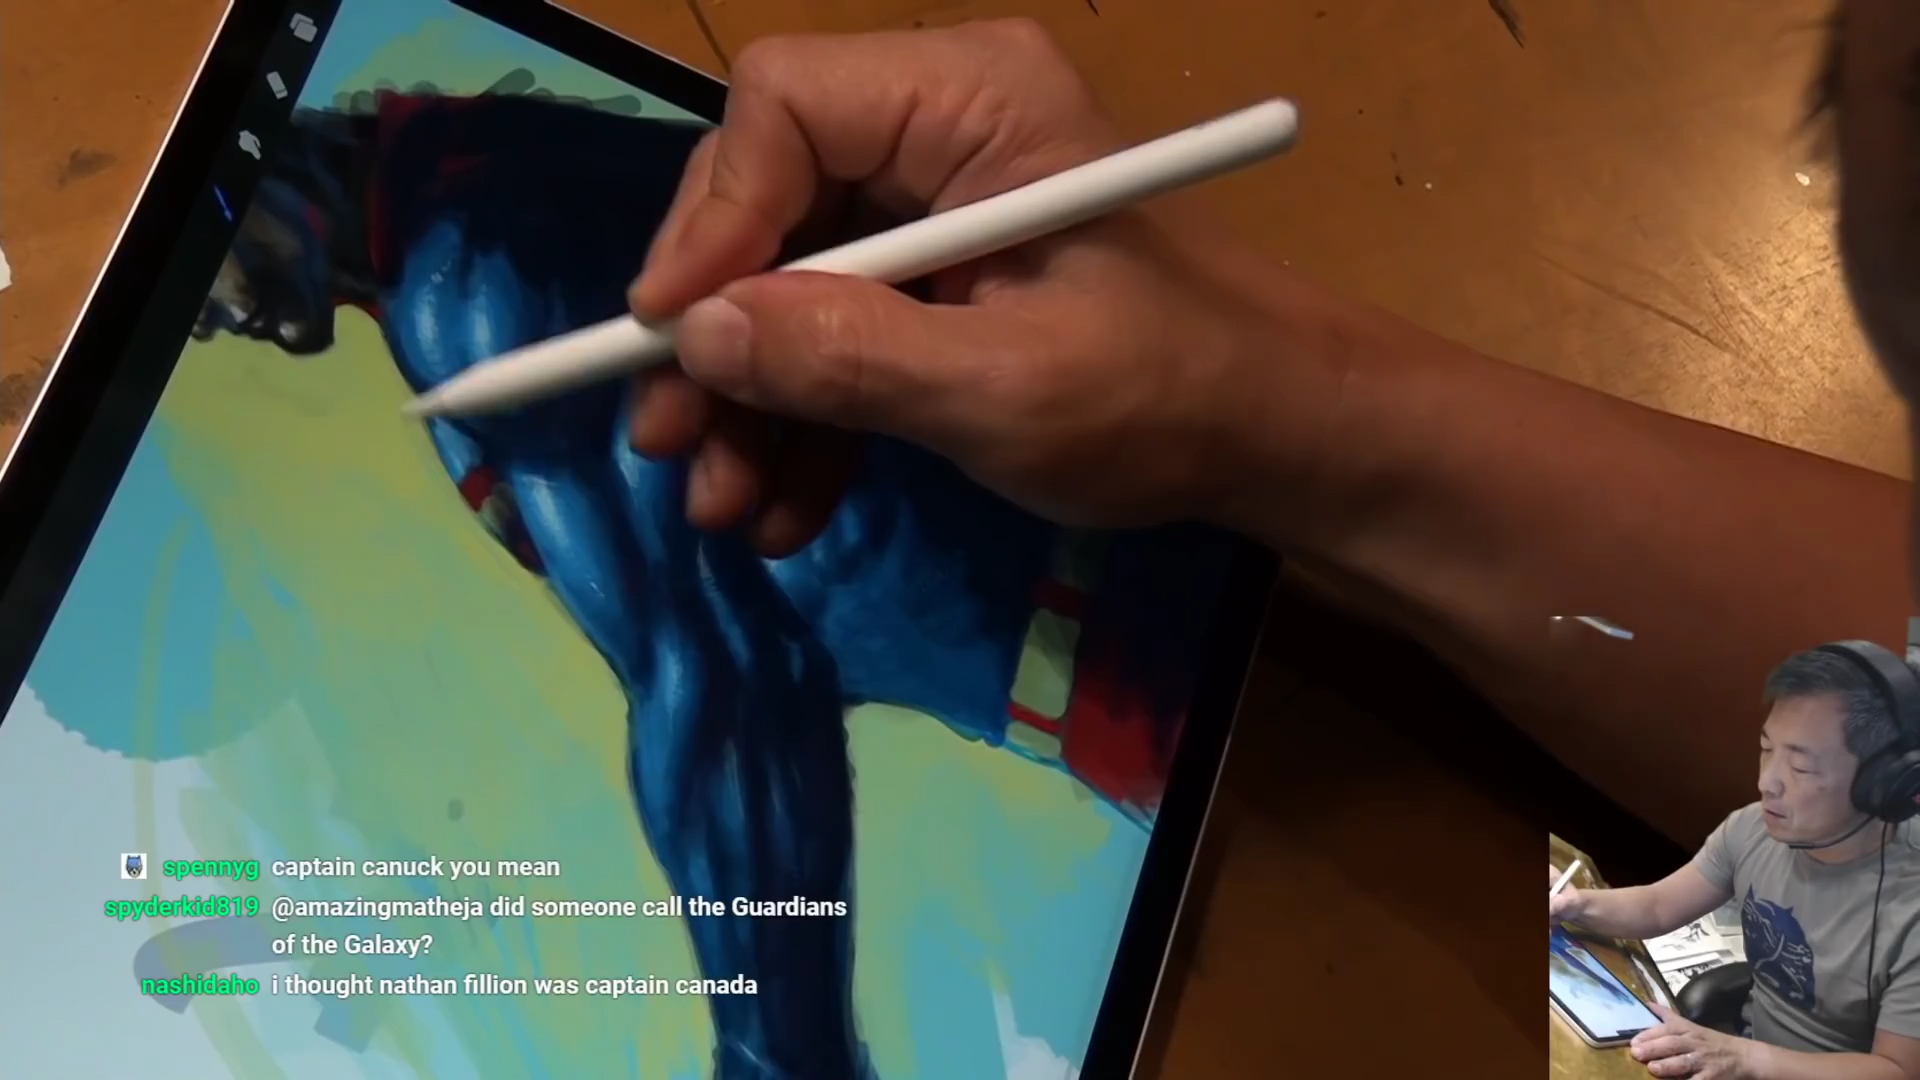 spennyg captain canuck you mean
spyderkid819 @amazingmatheja did someone call the Guardians
of the Galaxy?
nashidaho i thought nathan fillion was captain canada